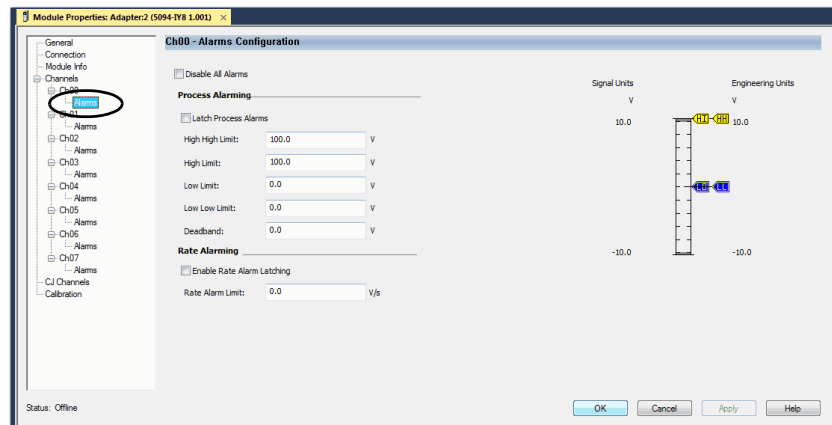 Module Properties: Adapter:2 (5094-IY8 1.001) ×
General
Connection
Module Info
Channels
Ch00
Alarms
Ch01
Alarms
Ch02
Alarms
Ch03
Alarms
Ch04
Alarms
Ch05
Alarms
Ch06
Alarms
Ch07
Alarms
CJ Channels
Calibration
Ch00 - Alarms Configuration
Disable All Alarms
Process Alarming
Latch Process Alarms
High High Limit: 100.0 V
High Limit: 100.0 V
Low Limit: 0.0 V
Low Low Limit: 0.0 V
Deadband: 0.0 V
Rate Alarming
Enable Rate Alarm Latching
Rate Alarm Limit: 0.0 V/s
Signal Units Engineering Units
V V
10.0 HI HH 10.0
LO LL
-10.0 -10.0
Status: Offline
OK Cancel Apply Help